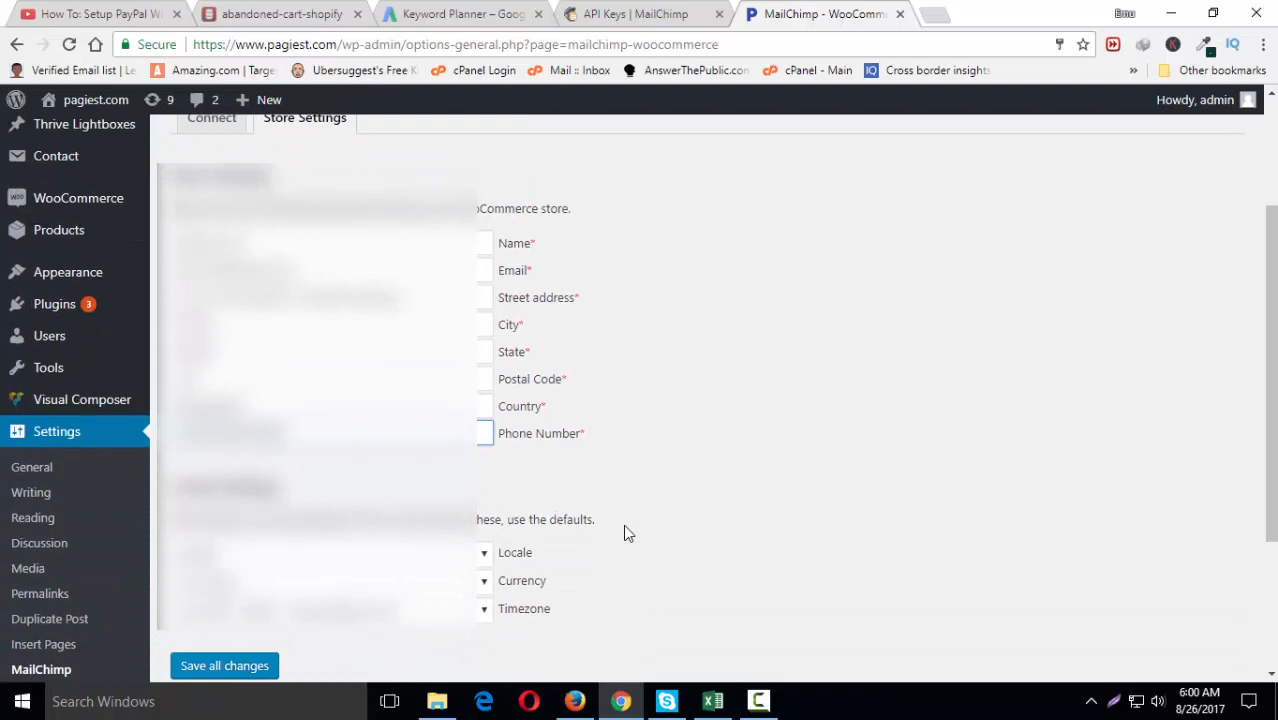 How To: Setup PayPal W
abandoned-cart-shopify
Keyword Planner – Goog
API Keys | MailChimp
MailChimp - WooComm
Bmu
Secure
https://www.pagiest.com/wp-admin/options-general.php?page=mailchimp-woocommerce
Verified Email list | Le
Amazing.com | Targe
Ubersuggest's Free K
cPanel Login
Mail :: Inbox
AnswerThePublic.com
cPanel - Main
Cross border insights
Other bookmarks
pagiest.com
9
2
New
Howdy, admin
Thrive Lightboxes
Contact
WooCommerce
Products
Appearance
Plugins 3
Users
Tools
Visual Composer
Settings
General
Writing
Reading
Discussion
Media
Permalinks
Duplicate Post
Insert Pages
MailChimp
Connect
Store Settings
oCommerce store.
Name*
Email*
Street address*
City*
State*
Postal Code*
Country*
Phone Number*
hese, use the defaults.
Locale
Currency
Timezone
Save all changes
Search Windows
6:00 AM
8/26/2017